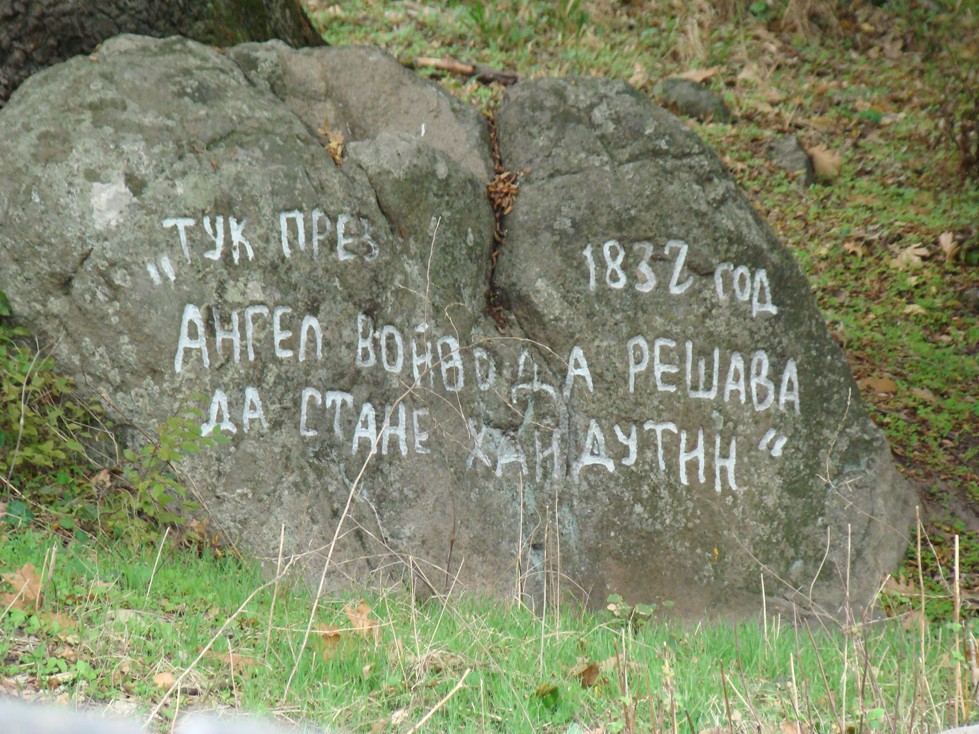 "ТУК ПРЕЗ 1832 ГОД
АНГЕЛ ВОЙВОДА РЕШАВА
ДА СТАНЕ ХАЙДУТИН"